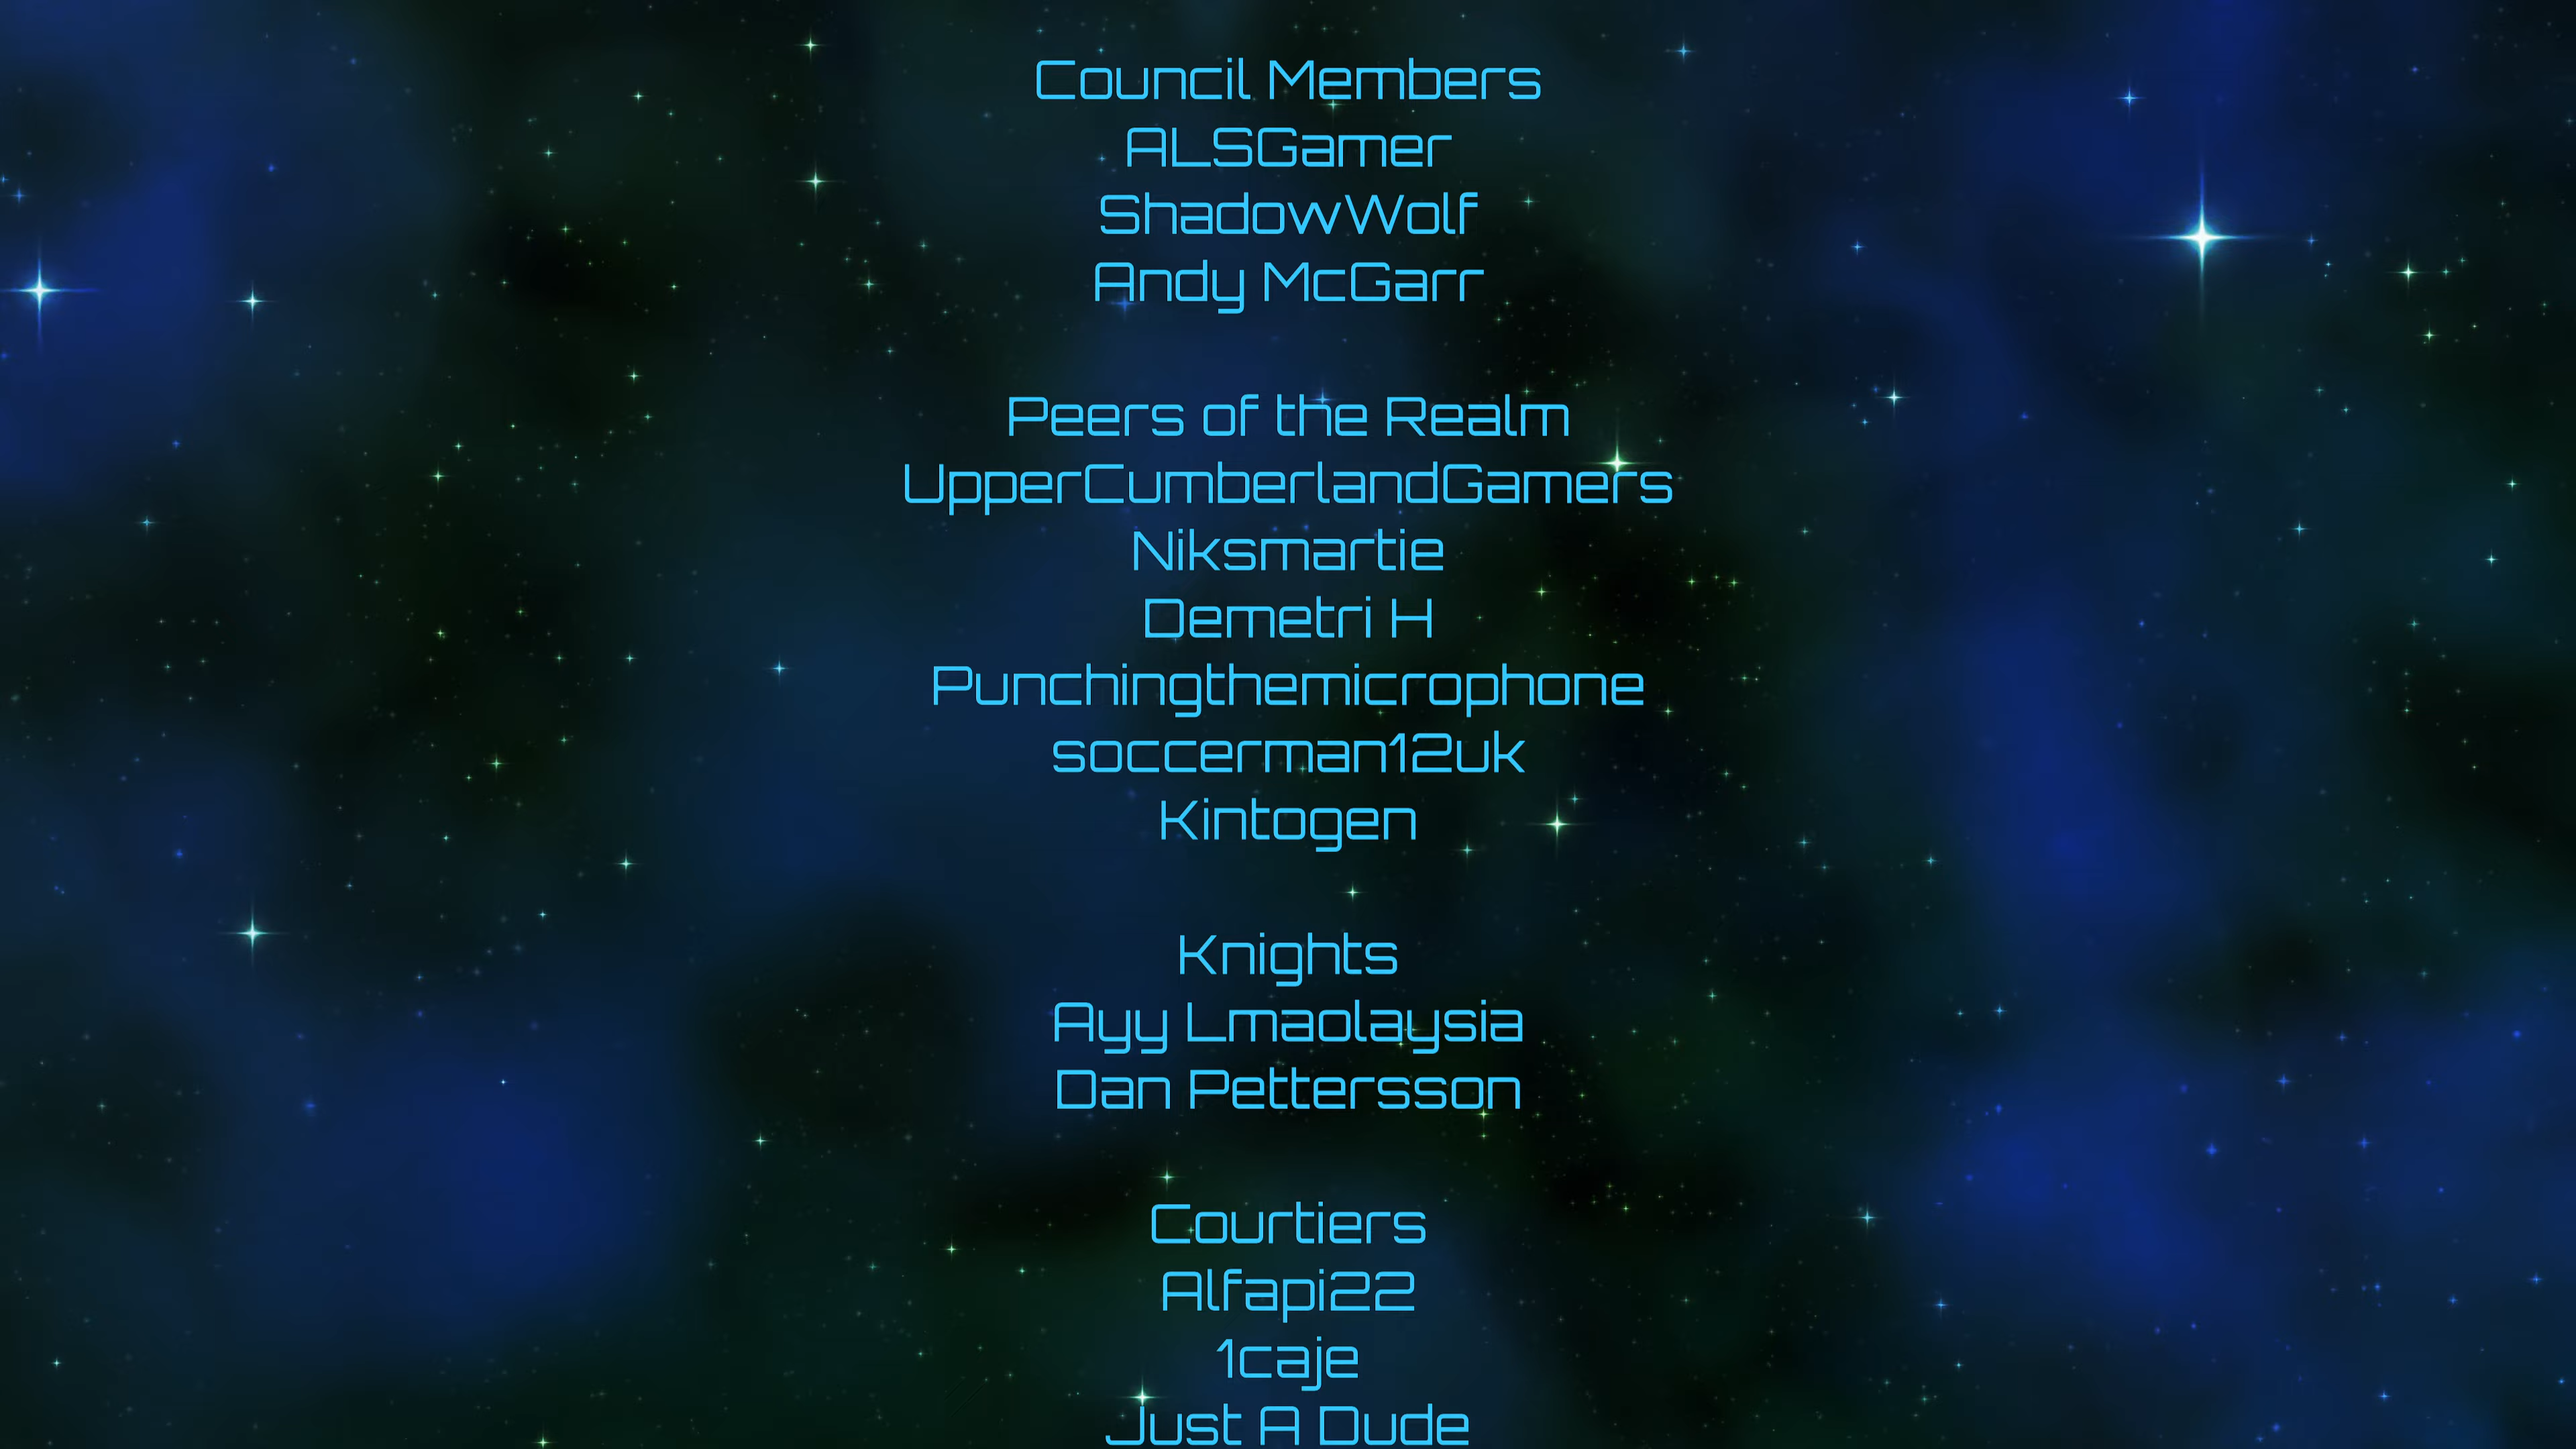 Council Members
ALSGamer
ShadowWolf
Andy McGarr
Peers of the Realm
UpperCumberlandGamers
Niksmartie
Demetri H
Punchingthemicrophone
soccerman12uk
Kintogen
Knights
Ayy Lmaolaysia
Dan Pettersson
Courtiers
Alfapi22
1caje
Just A Dude